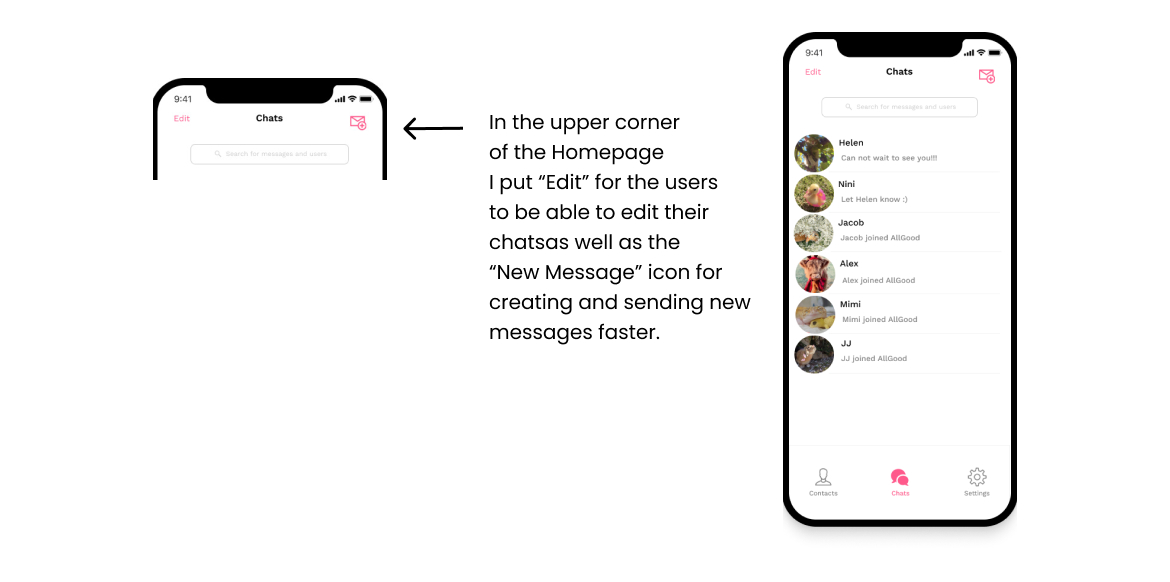 9:41
Edit
Chats
Search for messages and users
In the upper corner
of the Homepage
I put “Edit” for the users
to be able to edit their
chatsas well as the
“New Message” icon for
creating and sending new
messages faster.
9:41
Edit
Chats
Search for messages and users
Helen
Can not wait to see you!!!
Nini
Let Helen know :)
Jacob
Jacob joined AllGood
Alex
Alex joined AllGood
Mimi
Mimi joined AllGood
JJ
JJ joined AllGood
Contacts
Chats
Settings